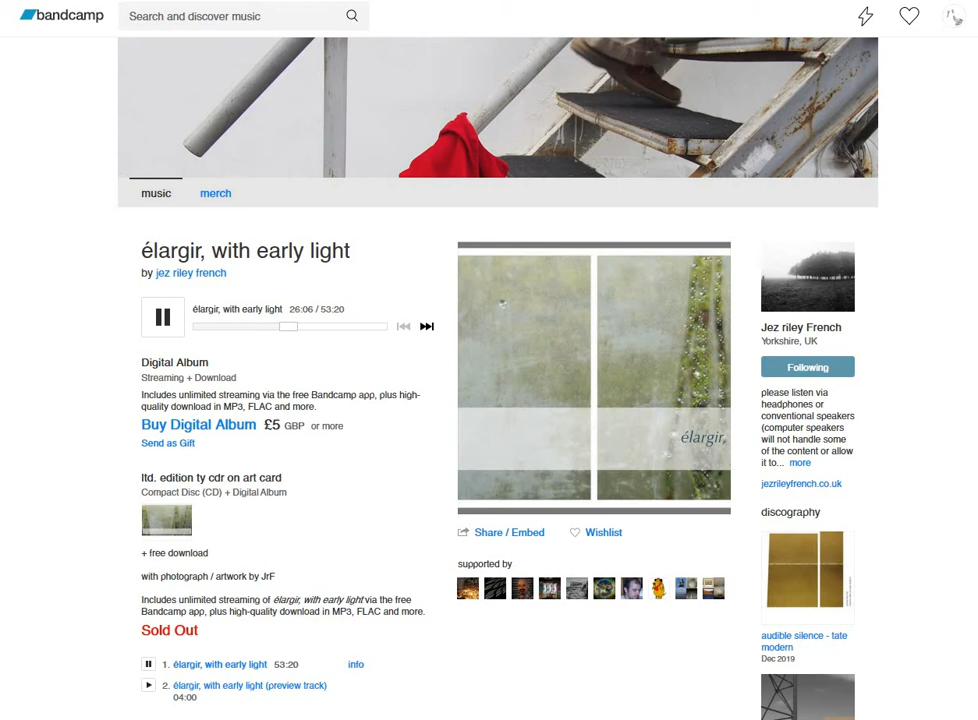 bandcamp
Search and discover music
music
merch
élargir, with early light
by jez riley french
élargir, with early light 26:06 / 53:20
Digital Album
Streaming + Download
Includes unlimited streaming via the free Bandcamp app, plus high-
quality download in MP3, FLAC and more.
Buy Digital Album £5 GBP or more
Send as Gift
ltd. edition ty cdr on art card
Compact Disc (CD) + Digital Album
+ free download
with photograph / artwork by JrF
Includes unlimited streaming of élargir, with early light via the free
Bandcamp app, plus high-quality download in MP3, FLAC and more.
Sold Out
1. élargir, with early light 53:20 info
2. élargir, with early light (preview track)
04:00
élargir,
Share / Embed
Wishlist
supported by
Jez riley French
Yorkshire, UK
Following
please listen via
headphones or
conventional speakers
(computer speakers
will not handle some
of the content or allow
it to... more
jezrileyfrench.co.uk
discography
audible silence - tate
modern
Dec 2019